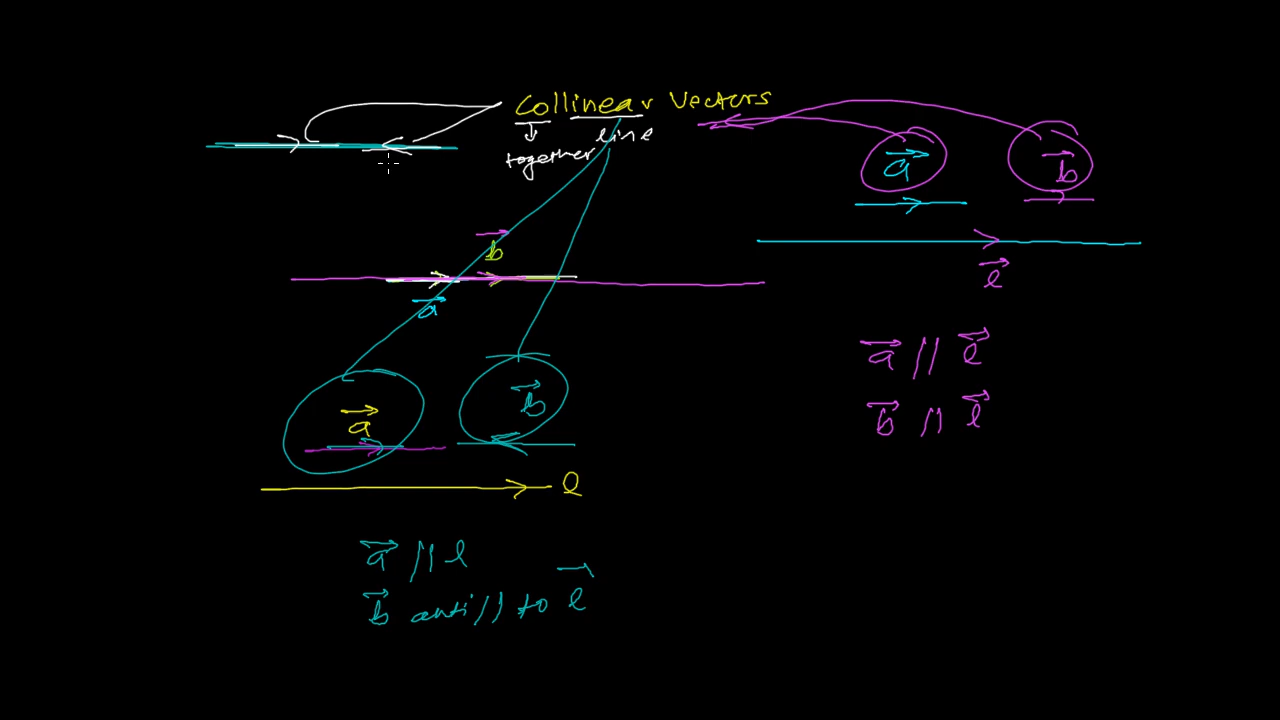 Collinear Vectors
line
together
a b
b
l
a
a // l
b // l
a b
l
a // l
b anti // to l